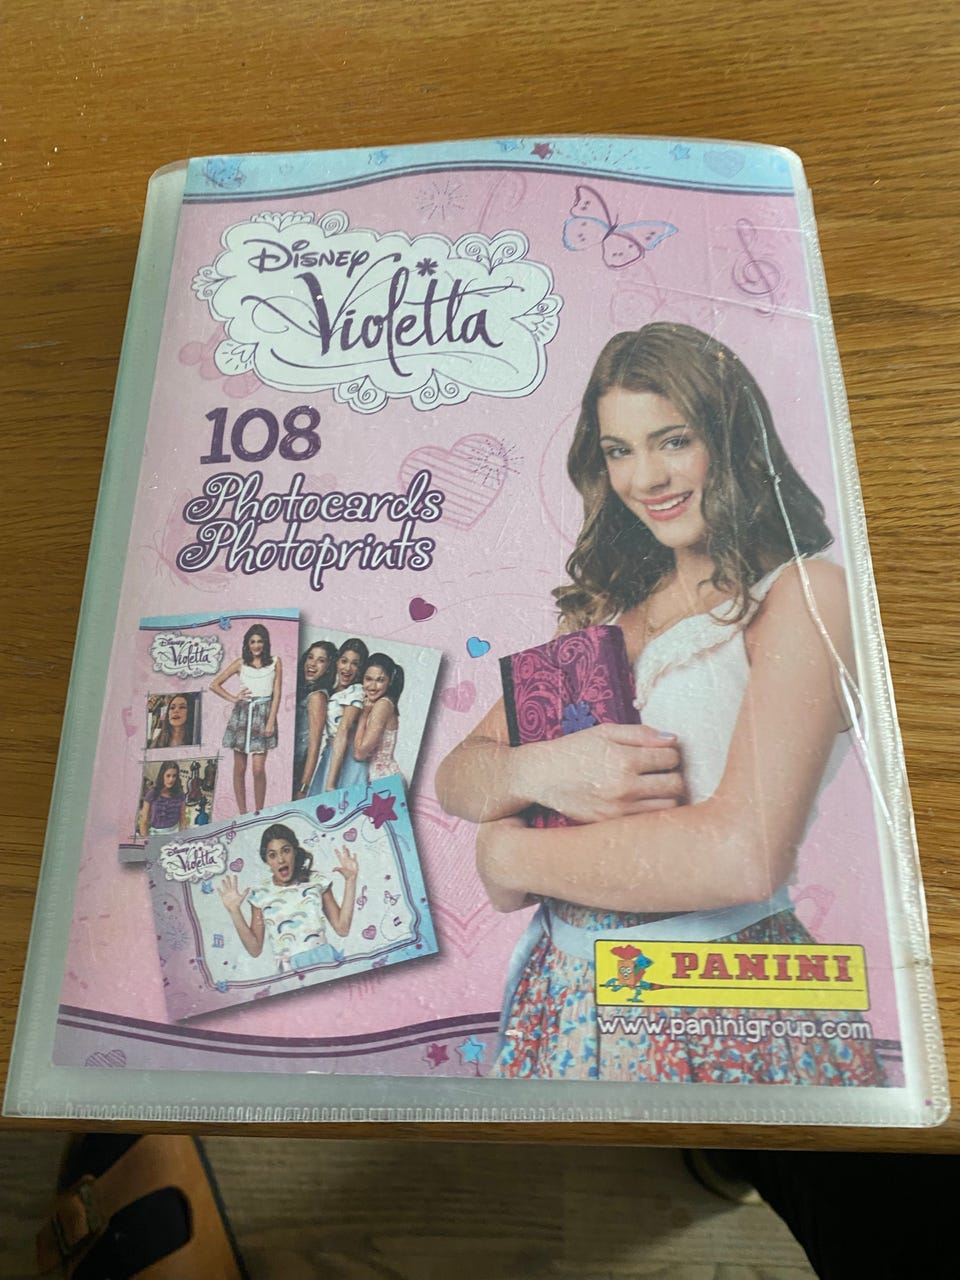 Disney
Violetta
108
Photocards
Photoprints
Disney
Violetta
Disney
Violetta
PANINI
www.paninigroup.com